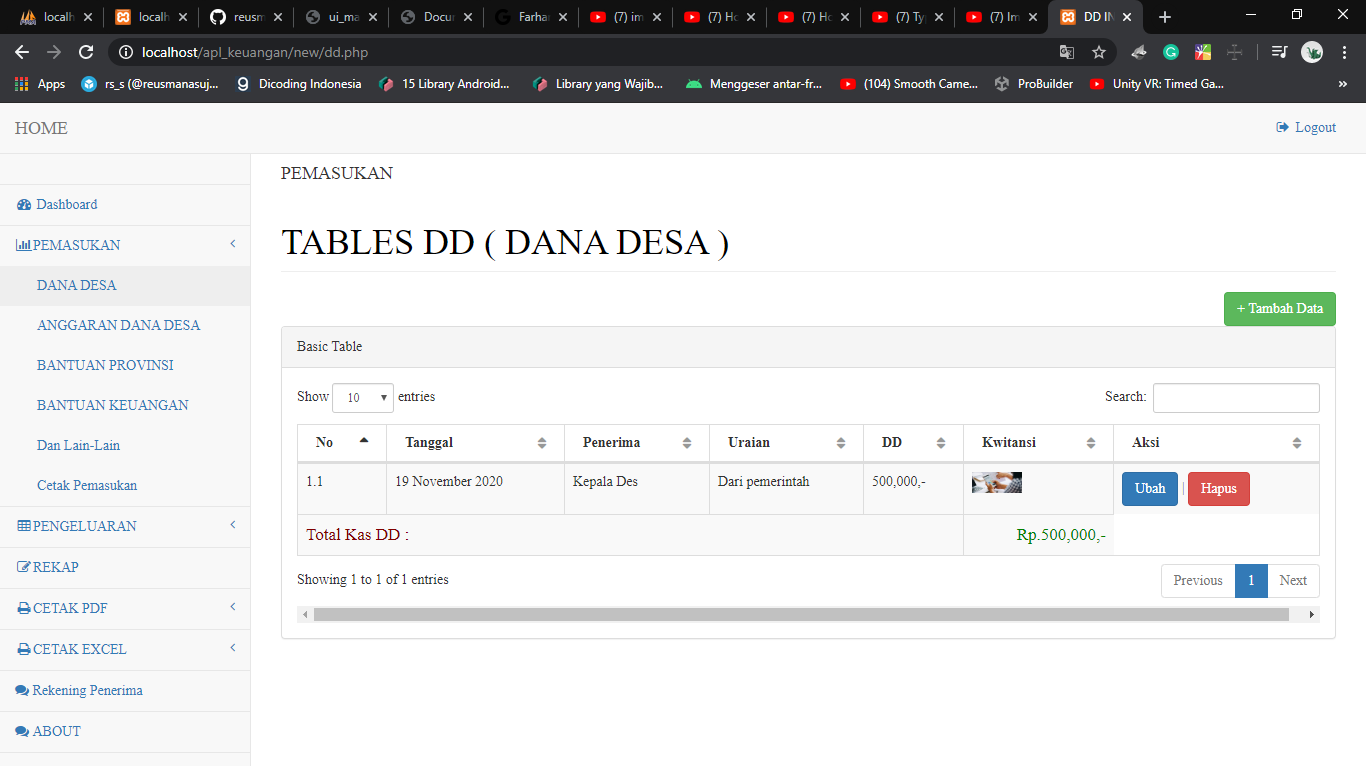 localh
localh
reusm
ui_ma
Docur
Farha
(7) im
(7) Ho
(7) Ho
(7) Ty
(7) Im
DD IN
localhost/apl_keuangan/new/dd.php
Apps
rs_s (@reusmanasuj...
Dicoding Indonesia
15 Library Android...
Library yang Wajib...
Menggeser antar-fr...
(104) Smooth Came...
ProBuilder
Unity VR: Timed Ga...
»
HOME
Logout
Dashboard
PEMASUKAN
DANA DESA
ANGGARAN DANA DESA
BANTUAN PROVINSI
BANTUAN KEUANGAN
Dan Lain-Lain
Cetak Pemasukan
PENGELUARAN
REKAP
CETAK PDF
CETAK EXCEL
Rekening Penerima
ABOUT
PEMASUKAN
TABLES DD ( DANA DESA )
+ Tambah Data
Basic Table
Show 10 entries
Search:
No Tanggal Penerima Uraian DD Kwitansi Aksi
1.1 19 November 2020 Kepala Des Dari pemerintah 500,000,- Ubah | Hapus
Total Kas DD : Rp.500,000,-
Showing 1 to 1 of 1 entries
Previous 1 Next